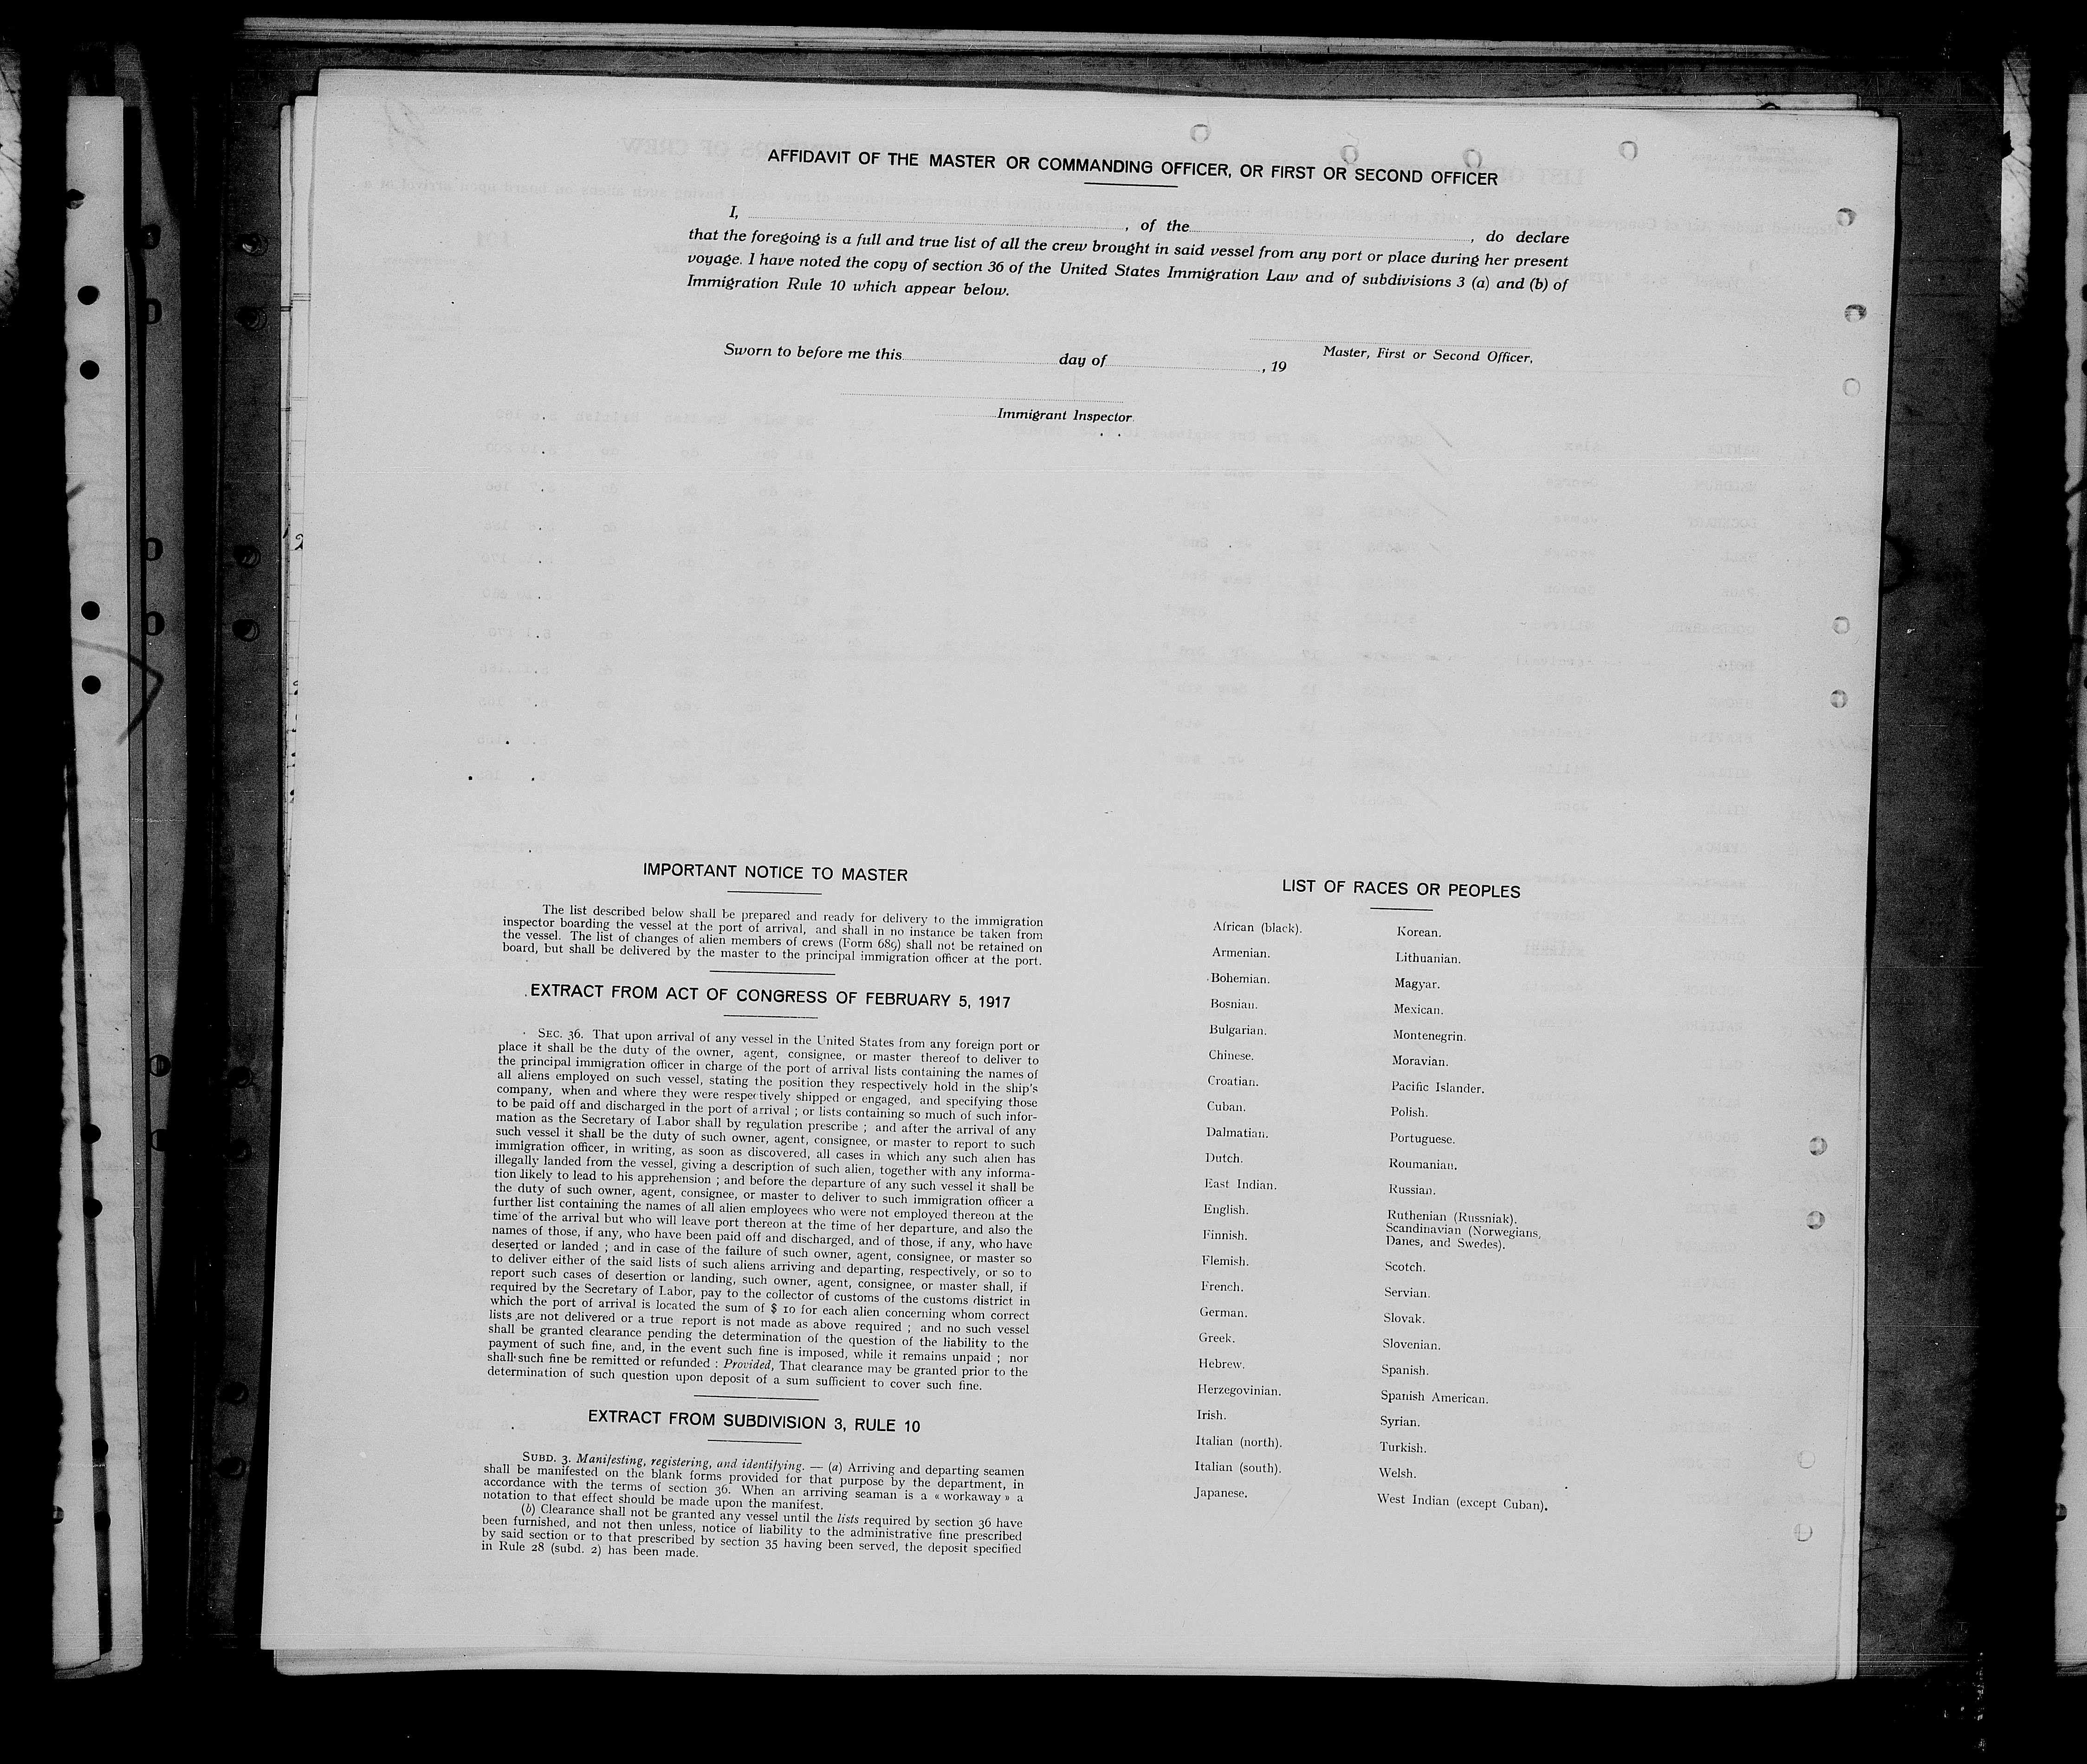 AFFIDAVIT OF THE MASTER OR COMMANDING OFFICER, OR FIRST OR SECOND OFFICER
I, , of the , do declare
that the foregoing is a full and true list of all the crew brought in said vessel from any port or place during her present
voyage. I have noted the copy of section 36 of the United States Immigration Law and of subdivisions 3 (a) and (b) of
Immigration Rule 10 which appear below.
Sworn to before me this day of , 19
Master, First or Second Officer,
Immigrant Inspector
IMPORTANT NOTICE TO MASTER
The list described below shall be prepared and ready for delivery to the immigration
inspector boarding the vessel at the port of arrival, and shall in no instance be taken from
the vessel. The list of changes of alien members of crews (Form 689) shall not be retained on
board, but shall be delivered by the master to the principal immigration officer at the port.
EXTRACT FROM ACT OF CONGRESS OF FEBRUARY 5, 1917
SEC. 36. That upon arrival of any vessel in the United States from any foreign port or
place it shall be the duty of the owner, agent, consignee, or master thereof to deliver to
the principal immigration officer in charge of the port of arrival lists containing the names of
all aliens employed on such vessel, stating the position they respectively hold in the ship's
company, when and where they were respectively shipped or engaged, and specifying those
to be paid off and discharged in the port of arrival ; or lists containing so much of such infor-
mation as the Secretary of Labor shall by regulation prescribe ; and after the arrival of any
such vessel it shall be the duty of such owner, agent, consignee, or master to report to such
immigration officer, in writing, as soon as discovered, all cases in which any such alien has
illegally landed from the vessel, giving a description of such alien, together with any informa-
tion likely to lead to his apprehension ; and before the departure of any such vessel it shall be
the duty of such owner, agent, consignee, or master to deliver to such immigration officer a
further list containing the names of all alien employees who were not employed thereon at the
time of the arrival but who will leave port thereon at the time of her departure, and also the
names of those, if any, who have been paid off and discharged, and of those, if any, who have
deserted or landed ; and in case of the failure of such owner, agent, consignee, or master so
to deliver either of the said lists of such aliens arriving and departing, respectively, or so to
report such cases of desertion or landing, such owner, agent, consignee, or master shall, if
required by the Secretary of Labor, pay to the collector of customs of the customs district in
which the port of arrival is located the sum of $ 10 for each alien concerning whom correct
lists are not delivered or a true report is not made as above required ; and no such vessel
shall be granted clearance pending the determination of the question of the liability to the
payment of such fine, and, in the event such fine is imposed, while it remains unpaid ; nor
shall such fine be remitted or refunded : Provided, That clearance may be granted prior to the
determination of such question upon deposit of a sum sufficient to cover such fine.
EXTRACT FROM SUBDIVISION 3, RULE 10
SUBD. 3. Manifesting, registering, and identifying. — (a) Arriving and departing seamen
shall be manifested on the blank forms provided for that purpose by the department, in
accordance with the terms of section 36. When an arriving seaman is a « workaway » a
notation to that effect should be made upon the manifest.
(b) Clearance shall not be granted any vessel until the lists required by section 36 have
been furnished, and not then unless, notice of liability to the administrative fine prescribed
by said section or to that prescribed by section 35 having been served, the deposit specified
in Rule 28 (subd. 2) has been made.
LIST OF RACES OR PEOPLES
African (black).
Armenian.
Bohemian.
Bosnian.
Bulgarian.
Chinese.
Croatian.
Cuban.
Dalmatian.
Dutch.
East Indian.
English.
Finnish.
Flemish.
French.
German.
Greek.
Hebrew.
Herzegovinian.
Irish.
Italian (north).
Italian (south).
Japanese.
Korean.
Lithuanian.
Magyar.
Mexican.
Montenegrin.
Moravian.
Pacific Islander.
Polish.
Portuguese.
Roumanian.
Russian.
Ruthenian (Russniak).
Scandinavian (Norwegians,
Danes, and Swedes).
Scotch.
Servian.
Slovak.
Slovenian.
Spanish.
Spanish American.
Syrian.
Turkish.
Welsh.
West Indian (except Cuban).